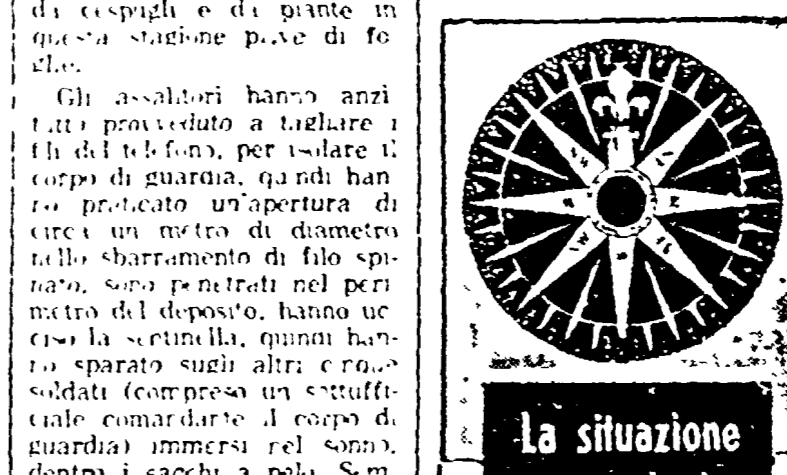 da cespugli e da piante in
questa stagione prive di fo
glie.
Gli assalitori hanno anzi
tutto provveduto a tagliare i
fili del telefono, per isolare il
corpo di guardia, quindi han
no praticato un'apertura di
circa un metro di diametro
nello sbarramento di filo spi-
nato, sono penetrati nel peri
metro del deposito, hanno uc
ciso la sentinella, quindi han-
no sparato sugli altri cinque
soldati (compreso un sottuffi-
ciale comandante il corpo di
guardia) immersi nel sonno,
dentro i sacchi a pelo. Sem
La situazione